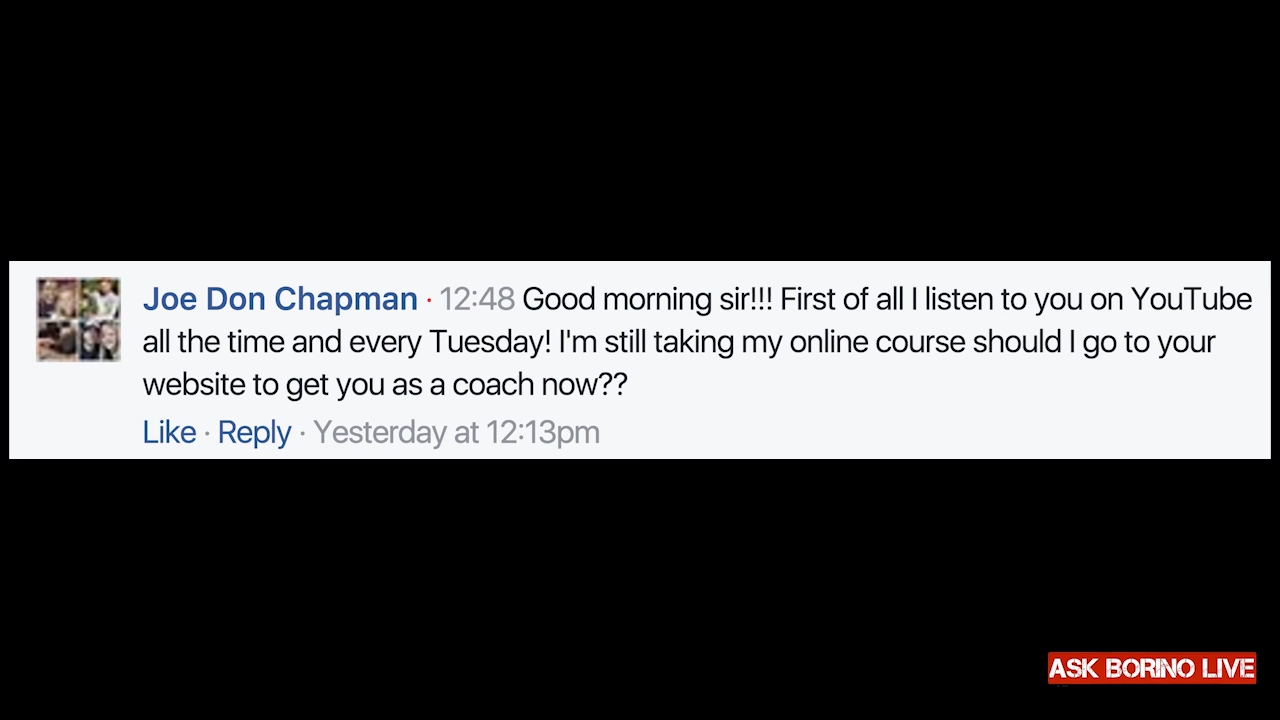 Joe Don Chapman · 12:48 Good morning sir!!! First of all I listen to you on YouTube
all the time and every Tuesday! I'm still taking my online course should I go to your
website to get you as a coach now??
Like · Reply · Yesterday at 12:13pm
ASK BORINO LIVE